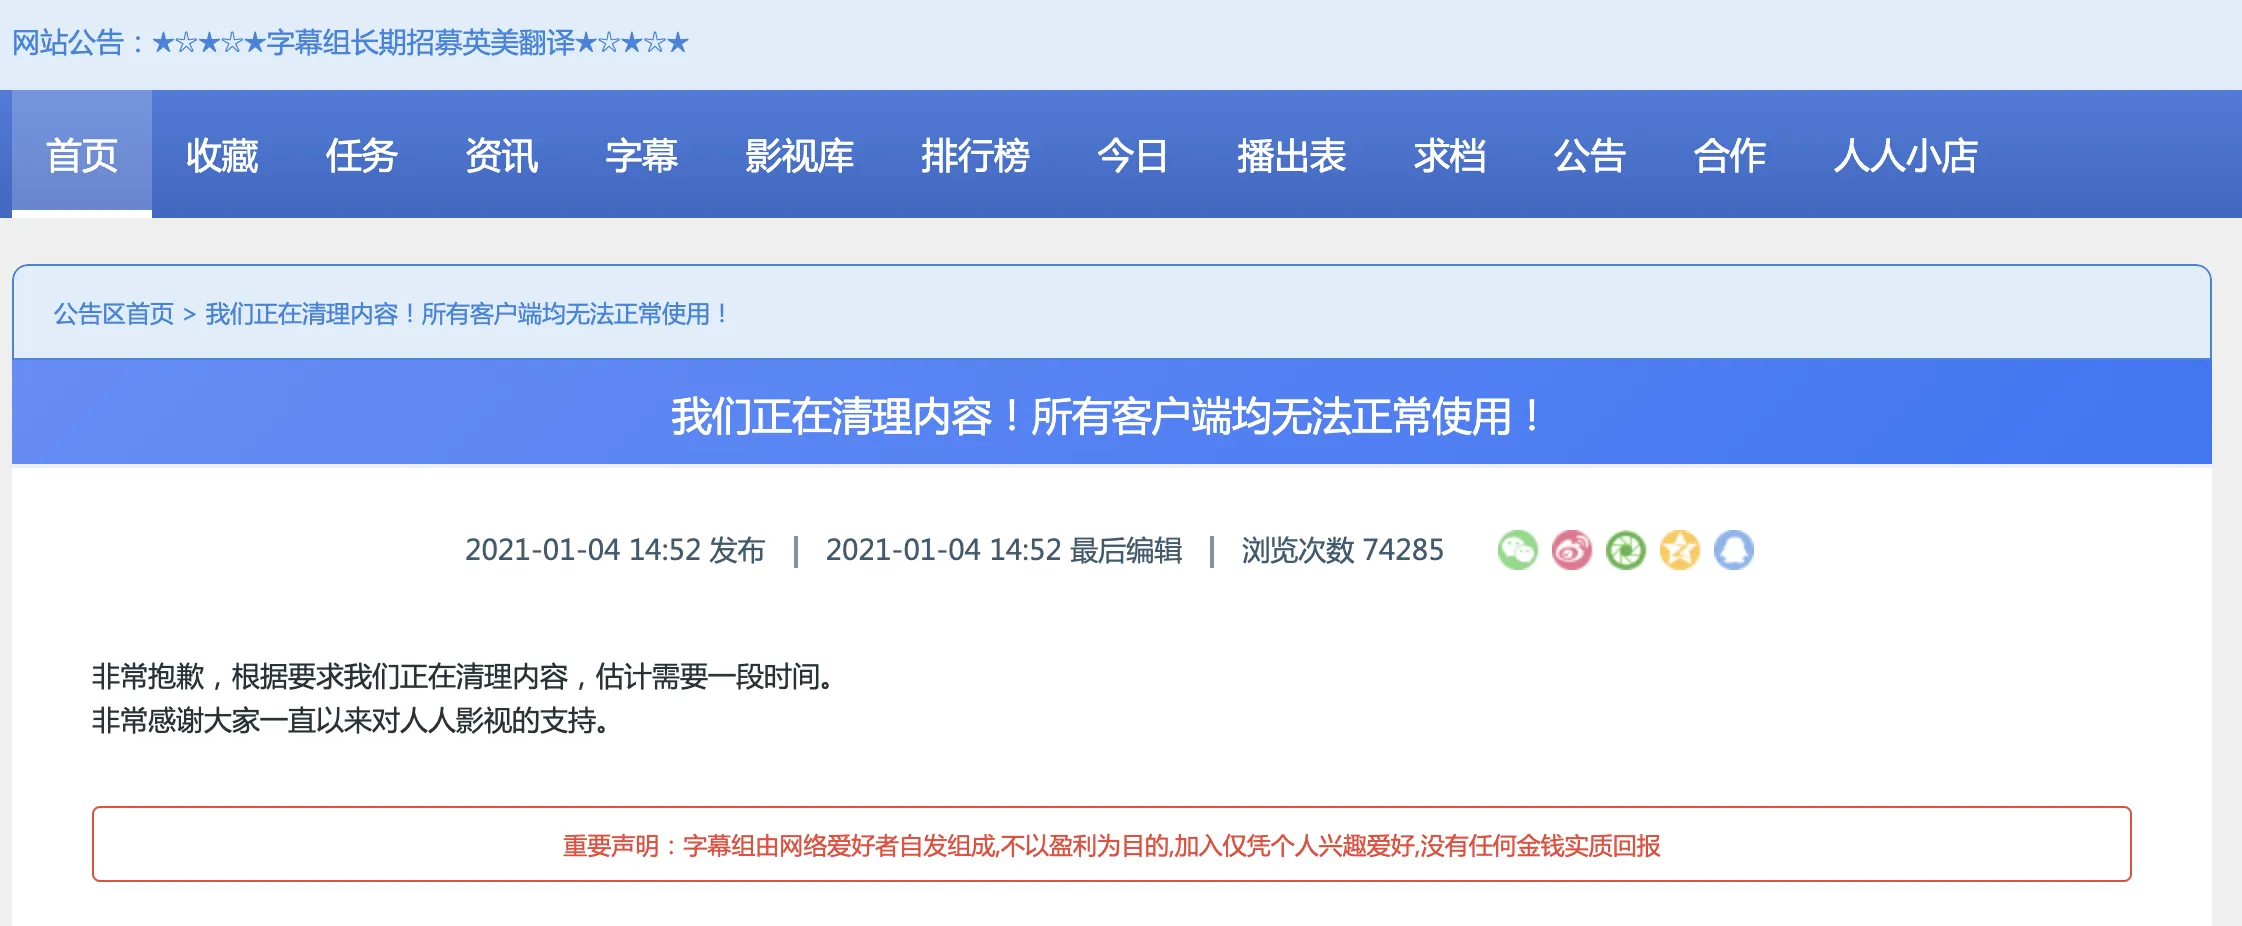 网站公告：★☆★☆★字幕组长期招募英美翻译★☆★☆★
首页 收藏 任务 资讯 字幕 影视库 排行榜 今日 播出表 求档 公告 合作 人人小店
公告区首页 > 我们正在清理内容！所有客户端均无法正常使用！
我们正在清理内容！所有客户端均无法正常使用！
2021-01-04 14:52 发布 | 2021-01-04 14:52 最后编辑 | 浏览次数 74285
非常抱歉，根据要求我们正在清理内容，估计需要一段时间。
非常感谢大家一直以来对人人影视的支持。
重要声明：字幕组由网络爱好者自发组成,不以盈利为目的,加入仅凭个人兴趣爱好,没有任何金钱实质回报